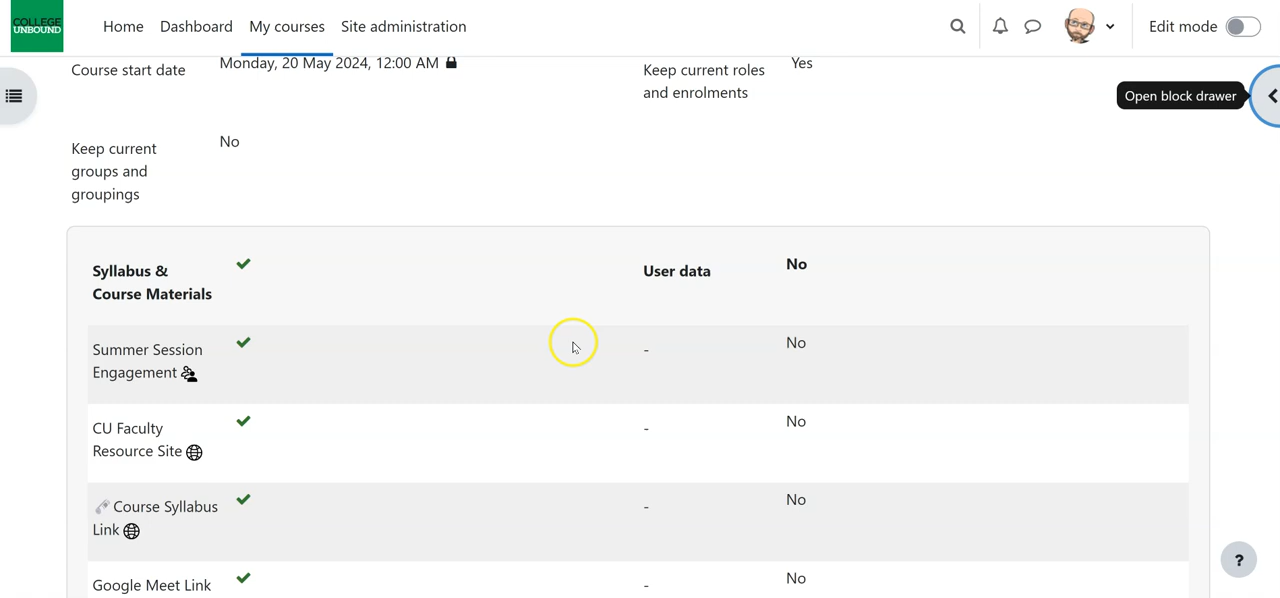 COLLEGE
UNBOUND
Home Dashboard My courses Site administration
Edit mode
Course start date Monday, 20 May 2024, 12:00 AM
Keep current roles
and enrolments
Yes
Open block drawer
Keep current
groups and
groupings
No
Syllabus &
Course Materials
User data No
Summer Session
Engagement
- No
CU Faculty
Resource Site
- No
Course Syllabus
Link
- No
Google Meet Link
- No
?